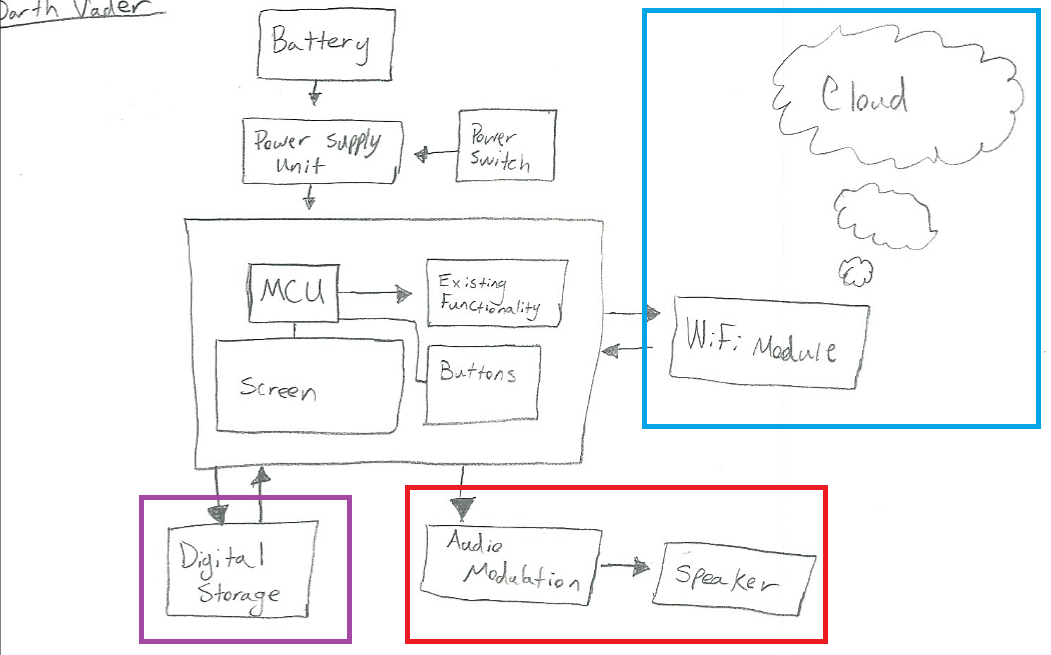 Darth Vader
Battery
Cloud
Power Supply
Unit
Power
Switch
MCU
Existing
Functionality
WiFi Module
Screen
Buttons
Digital
Storage
Audio
Modulation
Speaker